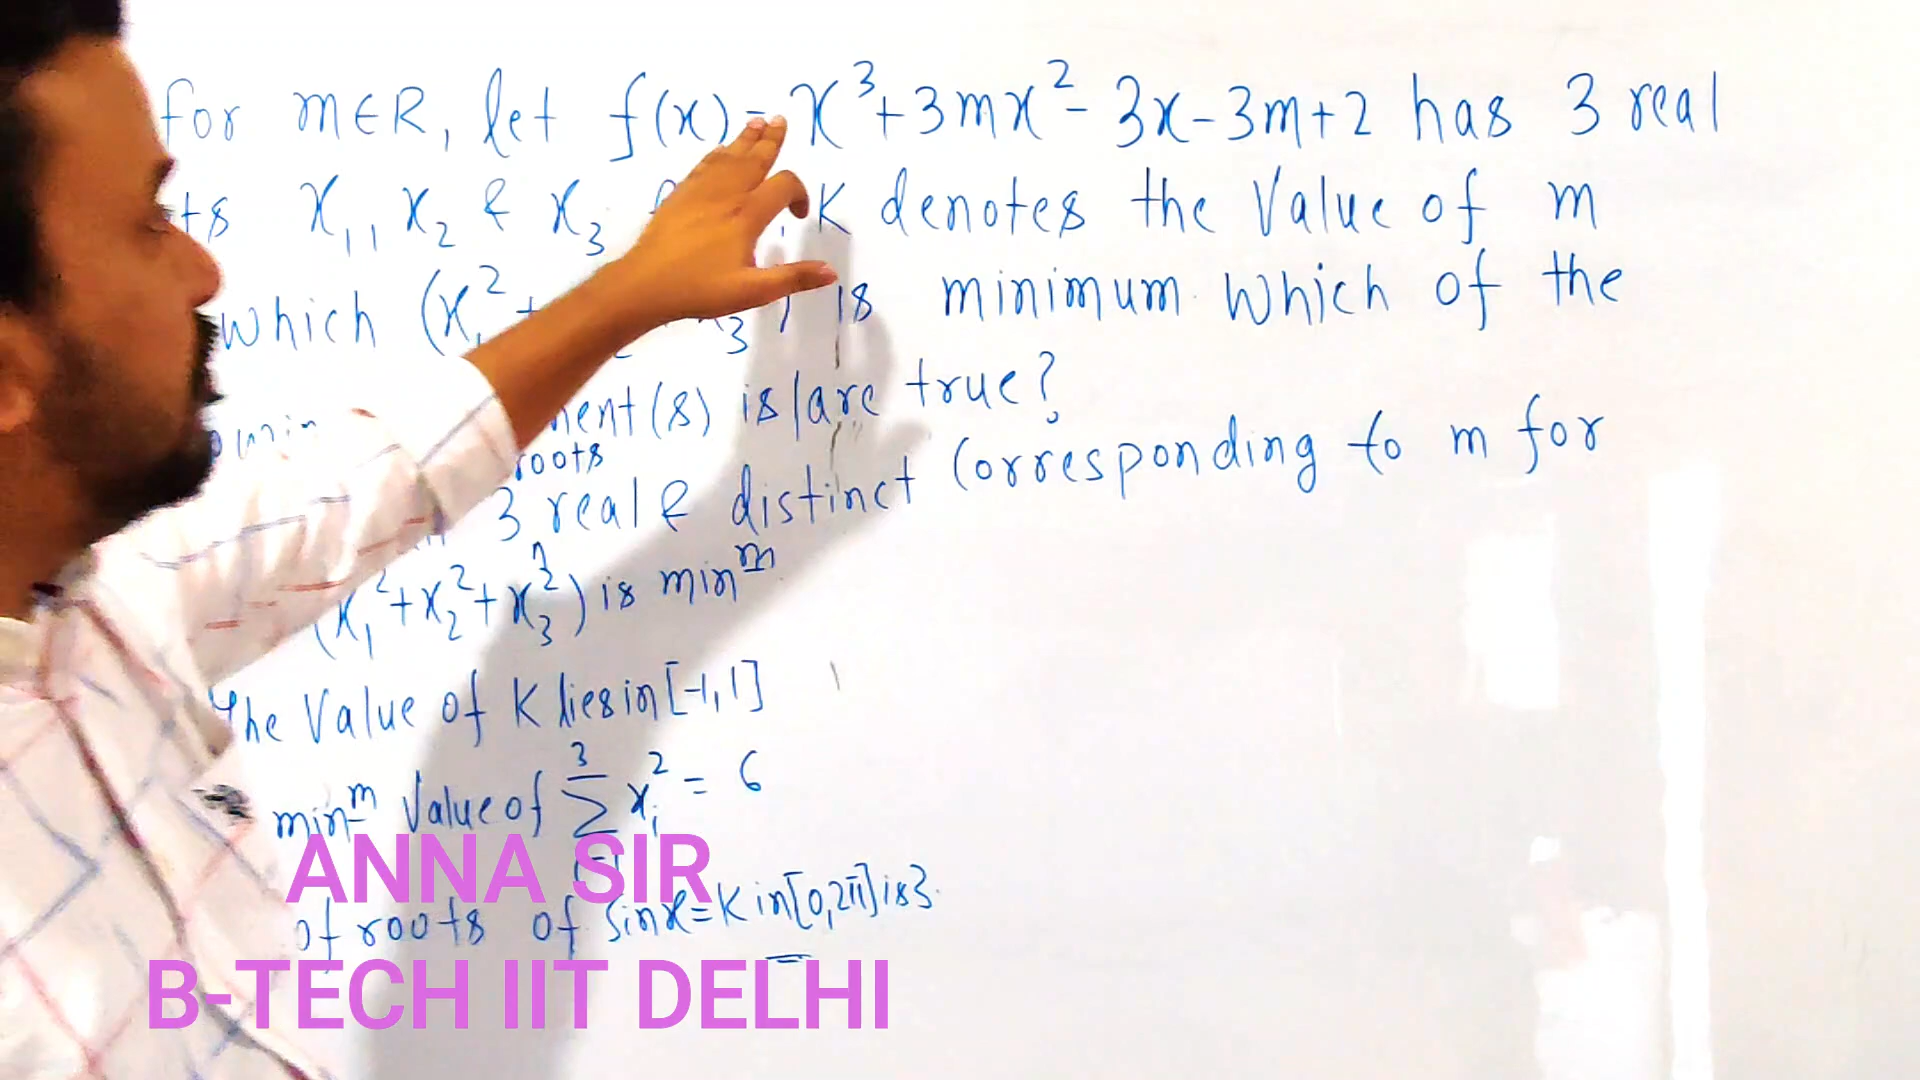 for m∈R, let f(x) = x³+3mx²-3x-3m+2 has 3 real
x₁, x₂ & x₃ K denotes the Value of m
which (x₁² + is minimum which of the
(s) is/are true?
roots
3 real & distinct corresponding to m for
(x₁²+x₂²+x₃²) is minᵐ
The Value of K lies in [-1,1]
minᵐ Value of ∑ xᵢ² = 6
of roots of Sinx=K in [0,2π] is 3.
ANNA SIR
B-TECH IIT DELHI